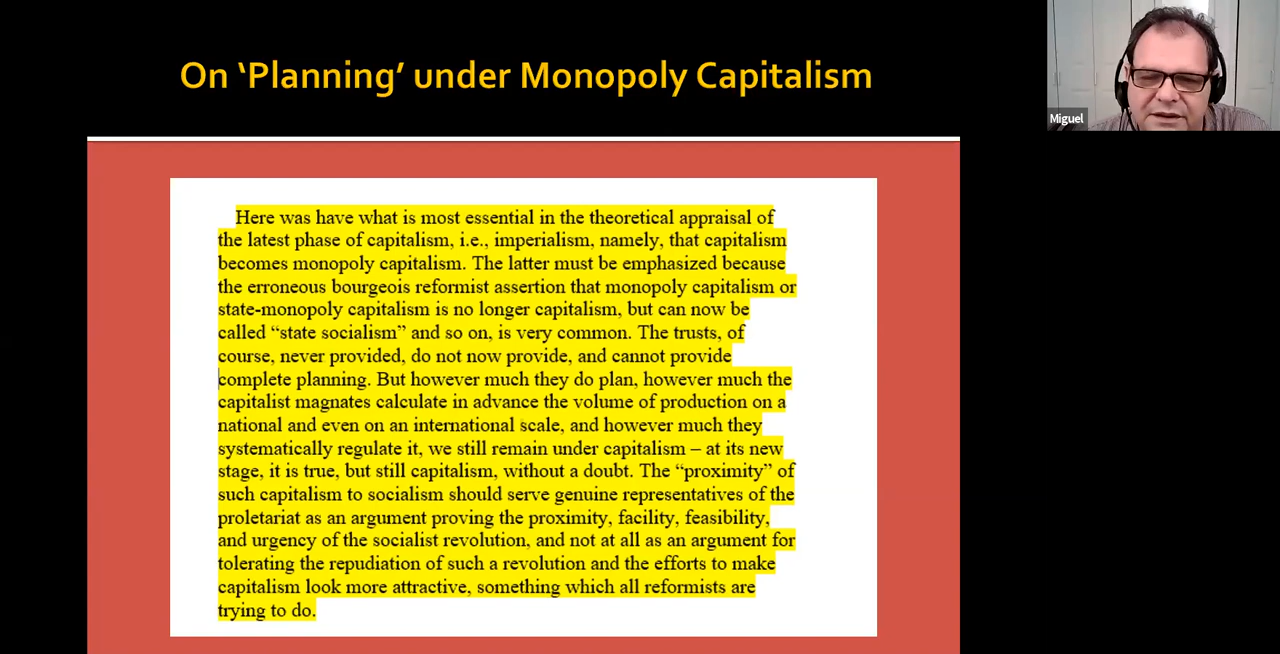 On ‘Planning’ under Monopoly Capitalism
Miguel
Here was have what is most essential in the theoretical appraisal of
the latest phase of capitalism, i.e., imperialism, namely, that capitalism
becomes monopoly capitalism. The latter must be emphasized because
the erroneous bourgeois reformist assertion that monopoly capitalism or
state-monopoly capitalism is no longer capitalism, but can now be
called “state socialism” and so on, is very common. The trusts, of
course, never provided, do not now provide, and cannot provide
complete planning. But however much they do plan, however much the
capitalist magnates calculate in advance the volume of production on a
national and even on an international scale, and however much they
systematically regulate it, we still remain under capitalism – at its new
stage, it is true, but still capitalism, without a doubt. The “proximity” of
such capitalism to socialism should serve genuine representatives of the
proletariat as an argument proving the proximity, facility, feasibility,
and urgency of the socialist revolution, and not at all as an argument for
tolerating the repudiation of such a revolution and the efforts to make
capitalism look more attractive, something which all reformists are
trying to do.